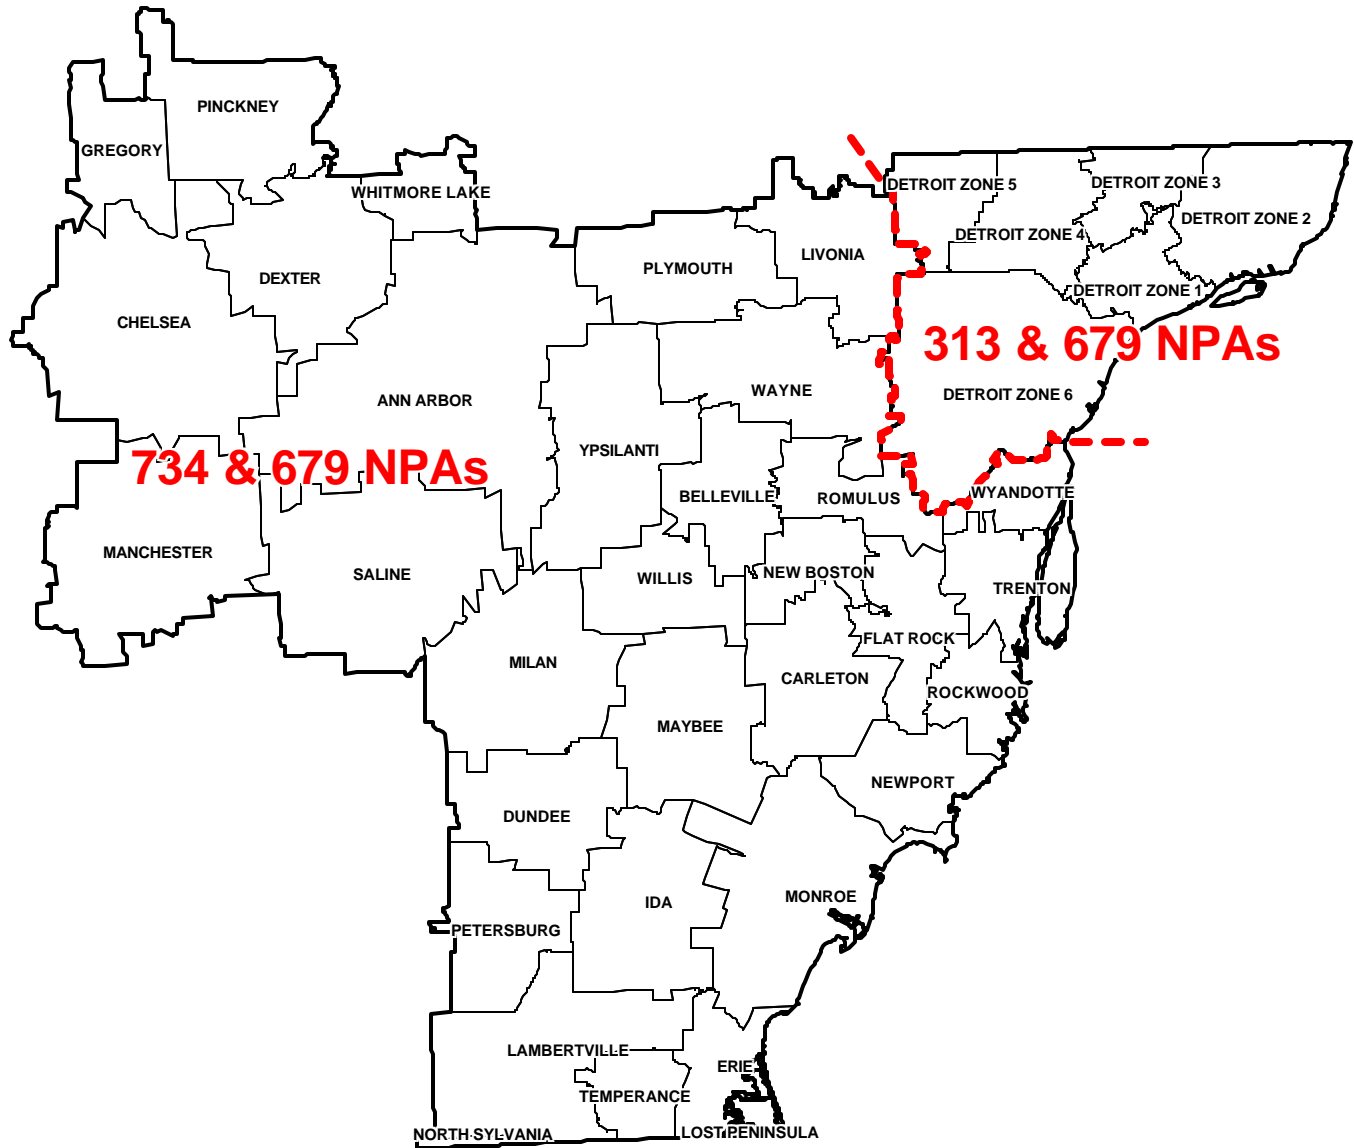 PINCKNEY
GREGORY
WHITMORE LAKE
DETROIT ZONE 5
DETROIT ZONE 3
DETROIT ZONE 2
DETROIT ZONE 4
LIVONIA
PLYMOUTH
DEXTER
DETROIT ZONE 1
CHELSEA
313 & 679 NPAs
WAYNE
DETROIT ZONE 6
ANN ARBOR
YPSILANTI
734 & 679 NPAs
BELLEVILLE
ROMULUS
WYANDOTTE
MANCHESTER
SALINE
WILLIS
NEW BOSTON
TRENTON
FLAT ROCK
MILAN
CARLETON
ROCKWOOD
MAYBEE
NEWPORT
DUNDEE
MONROE
IDA
PETERSBURG
LAMBERTVILLE
ERIE
TEMPERANCE
NORTH SYLVANIA
LOST PENINSULA